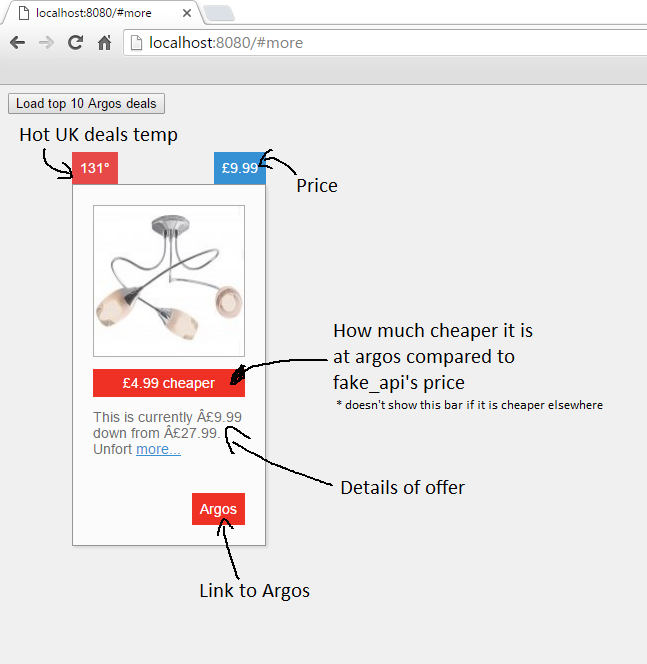 localhost:8080/#more
localhost:8080/#more
Load top 10 Argos deals
Hot UK deals temp
131°
£9.99
Price
How much cheaper it is
at argos compared to
fake_api's price
* doesn't show this bar if it is cheaper elsewhere
£4.99 cheaper
This is currently Â£9.99
down from Â£27.99.
Unfort more...
Details of offer
Argos
Link to Argos